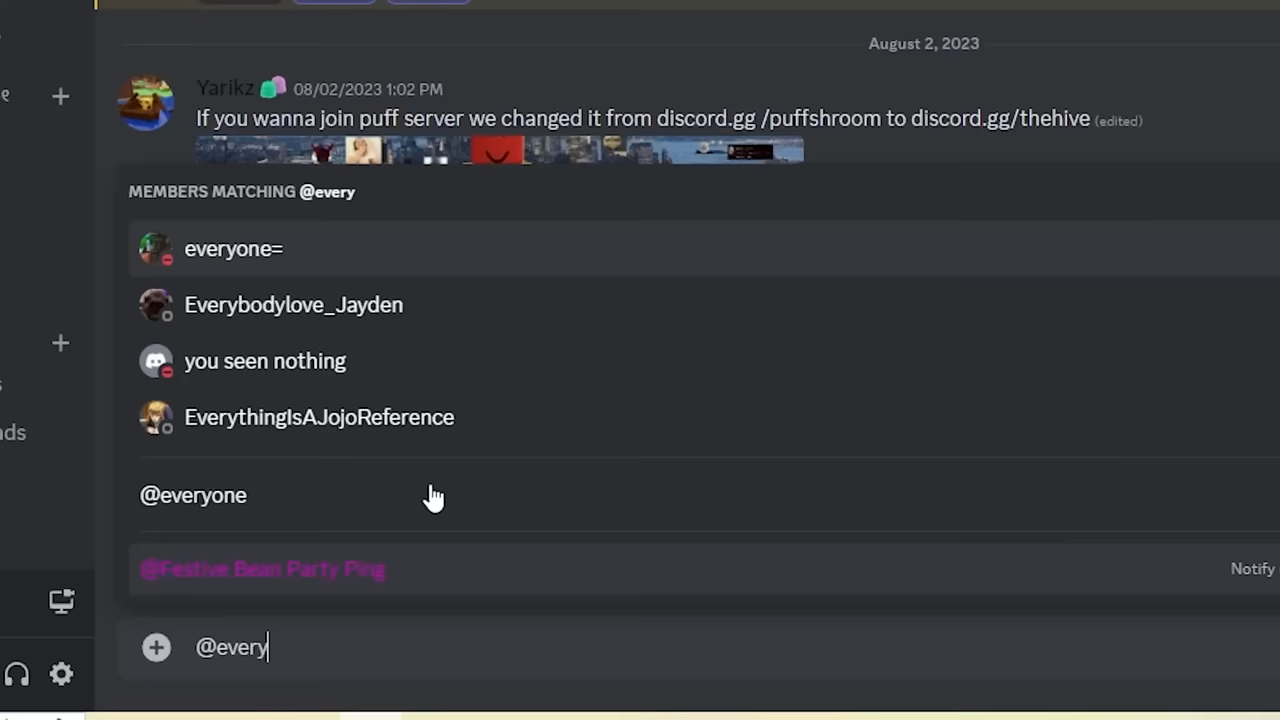 August 2, 2023
Yarikz 08/02/2023 1:02 PM
If you wanna join puff server we changed it from discord.gg /puffshroom to discord.gg/thehive (edited)
MEMBERS MATCHING @every
everyone=
Everybodylove_Jayden
you seen nothing
EverythingIsAJojoReference
ds
@everyone
@Festive Bean Party Ping Notify
@every